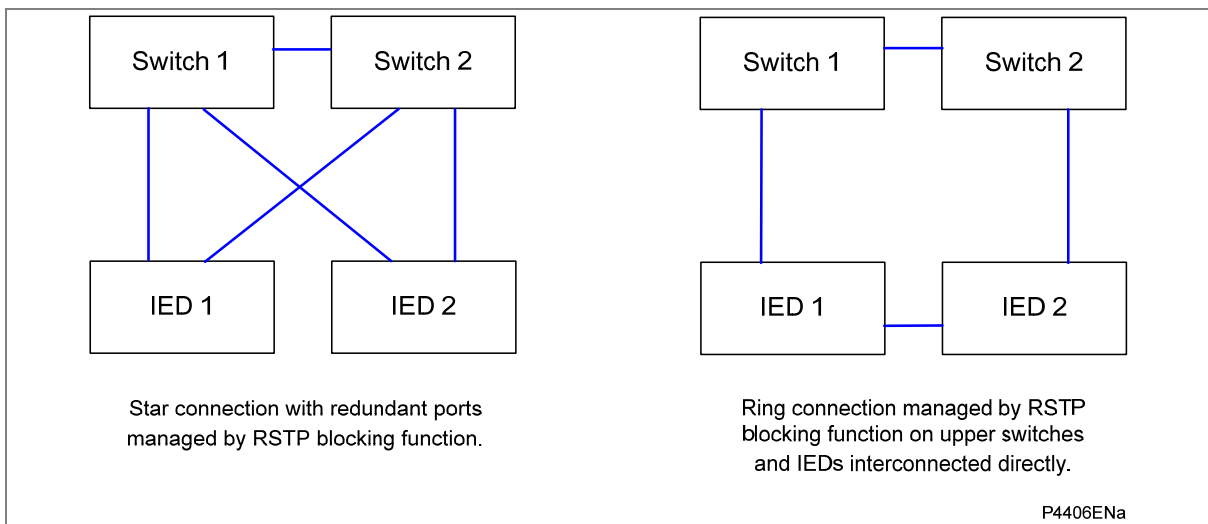 Switch 1
Switch 2
IED 1
IED 2
Star connection with redundant ports
managed by RSTP blocking function.
Switch 1
Switch 2
IED 1
IED 2
Ring connection managed by RSTP
blocking function on upper switches
and IEDs interconnected directly.
P4406ENa